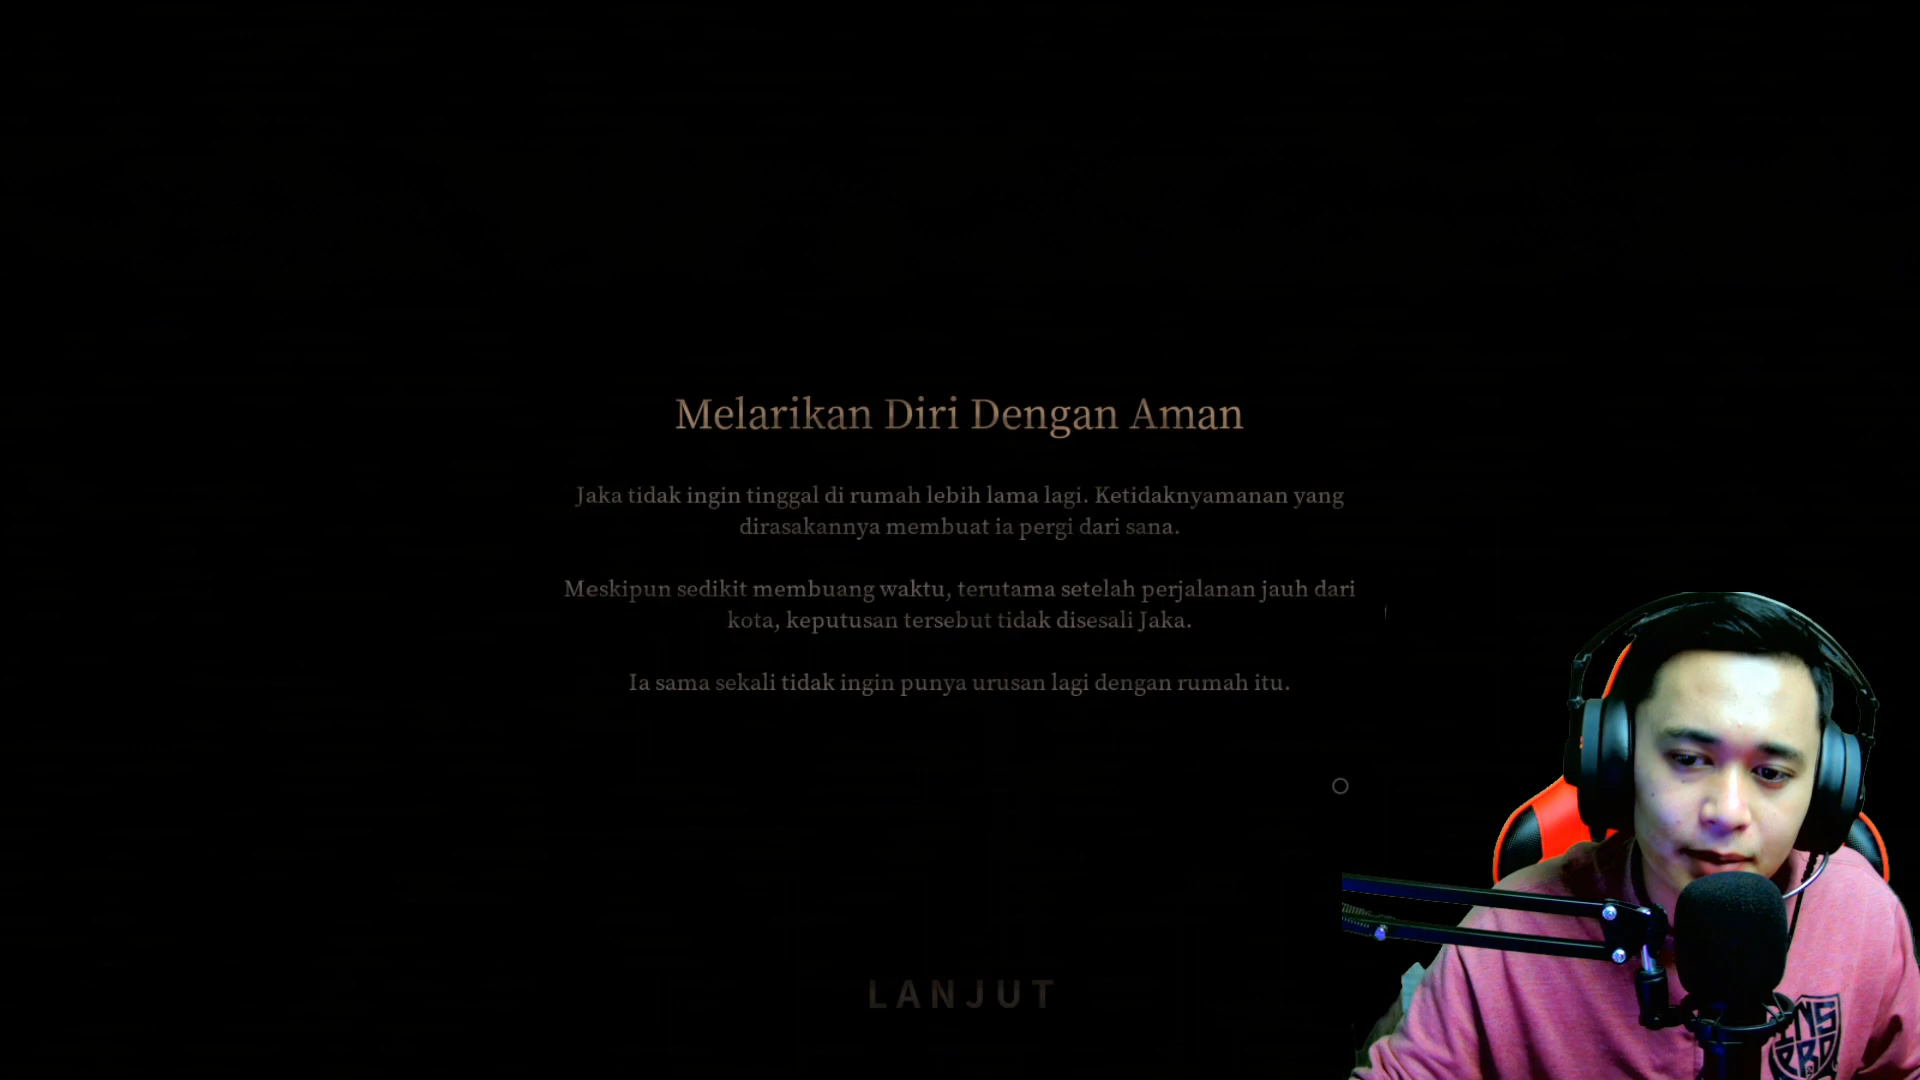 Melarikan Diri Dengan Aman
Jaka tidak ingin tinggal di rumah lebih lama lagi. Ketidaknyamanan yang
dirasakannya membuat ia pergi dari sana.
Meskipun sedikit membuang waktu, terutama setelah perjalanan jauh dari
kota, keputusan tersebut tidak disesali Jaka.
Ia sama sekali tidak ingin punya urusan lagi dengan rumah itu.
LANJUT